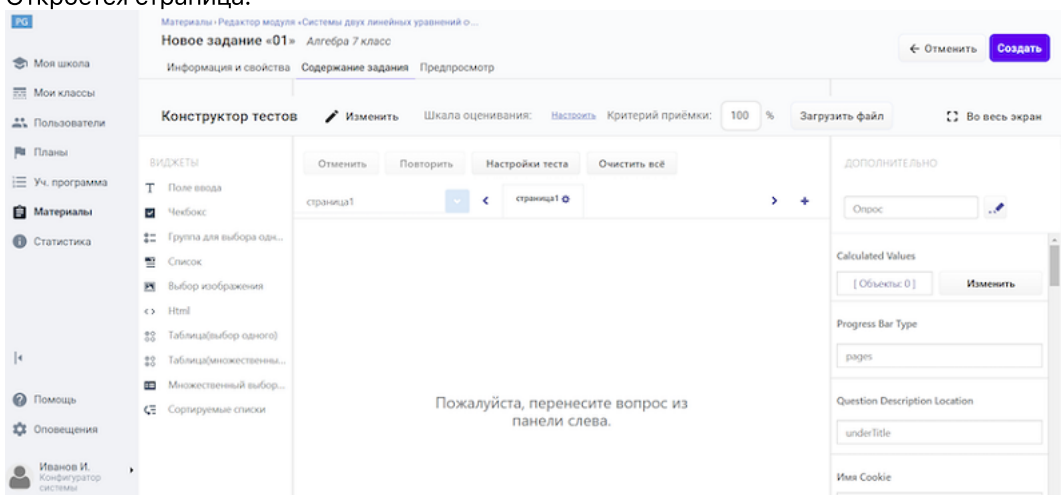 Откроется страница:
PG
Материалы›Редактор модуля «Системы двух линейных уравнений о...
Новое задание «01» Алгебра 7 класс
← Отменить Создать
Информация и свойства Содержание задания Предпросмотр
Моя школа
Мои классы
Пользователи
Планы
Уч. программа
Материалы
Статистика
Помощь
Оповещения
Иванов И.
Конфигуратор
системы
Конструктор тестов Изменить Шкала оценивания: Настроить Критерий приёмки: 100 % Загрузить файл Во весь экран
ВИДЖЕТЫ
Поле ввода
Чекбокс
Группа для выбора одн...
Список
Выбор изображения
Html
Таблица(выбор одного)
Таблица(множественны...
Множественный выбор...
Сортируемые списки
Отменить Повторить Настройки теста Очистить всё
страница1 страница1
Пожалуйста, перенесите вопрос из
панели слева.
ДОПОЛНИТЕЛЬНО
Опрос
Calculated Values
[ Объекты: 0 ] Изменить
Progress Bar Type
pages
Question Description Location
underTitle
Имя Cookie